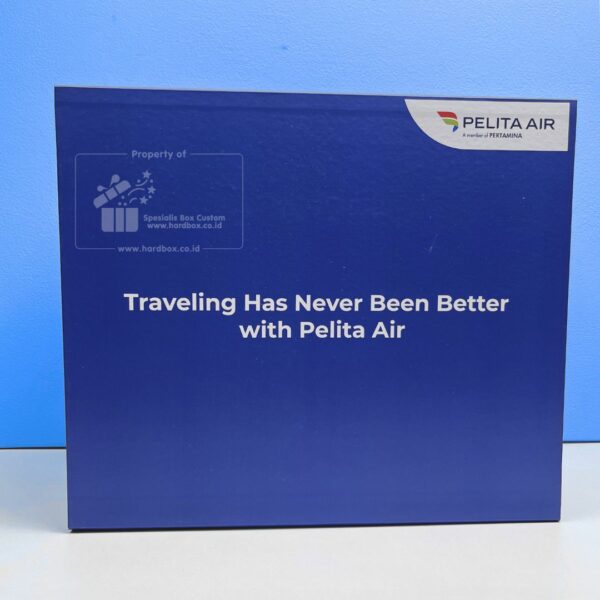 PELITA AIR
A member of PERTAMINA
Property of
Spesialis Box Custom
www.hardbox.co.id
www.hardbox.co.id
Traveling Has Never Been Better
with Pelita Air